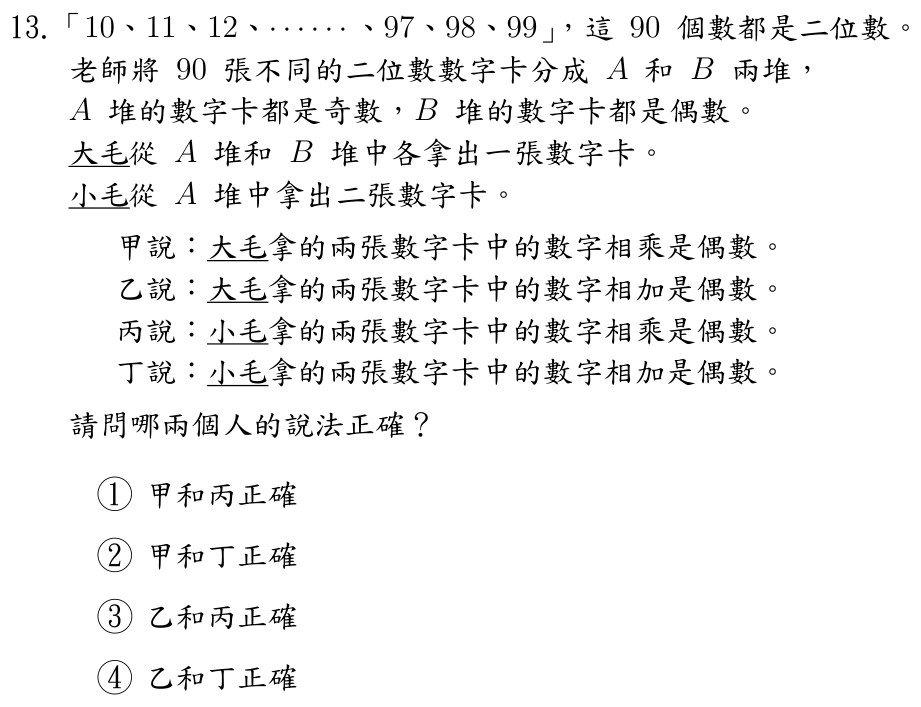 13.「10、11、12、⋯⋯、97、98、99」，這 90 個數都是二位數。
老師將 90 張不同的二位數數字卡分成 A 和 B 兩堆，
A 堆的數字卡都是奇數，B 堆的數字卡都是偶數。
大毛從 A 堆和 B 堆中各拿出一張數字卡。
小毛從 A 堆中拿出二張數字卡。
甲說：大毛拿的兩張數字卡中的數字相乘是偶數。
乙說：大毛拿的兩張數字卡中的數字相加是偶數。
丙說：小毛拿的兩張數字卡中的數字相乘是偶數。
丁說：小毛拿的兩張數字卡中的數字相加是偶數。
請問哪兩個人的說法正確？
① 甲和丙正確
② 甲和丁正確
③ 乙和丙正確
④ 乙和丁正確